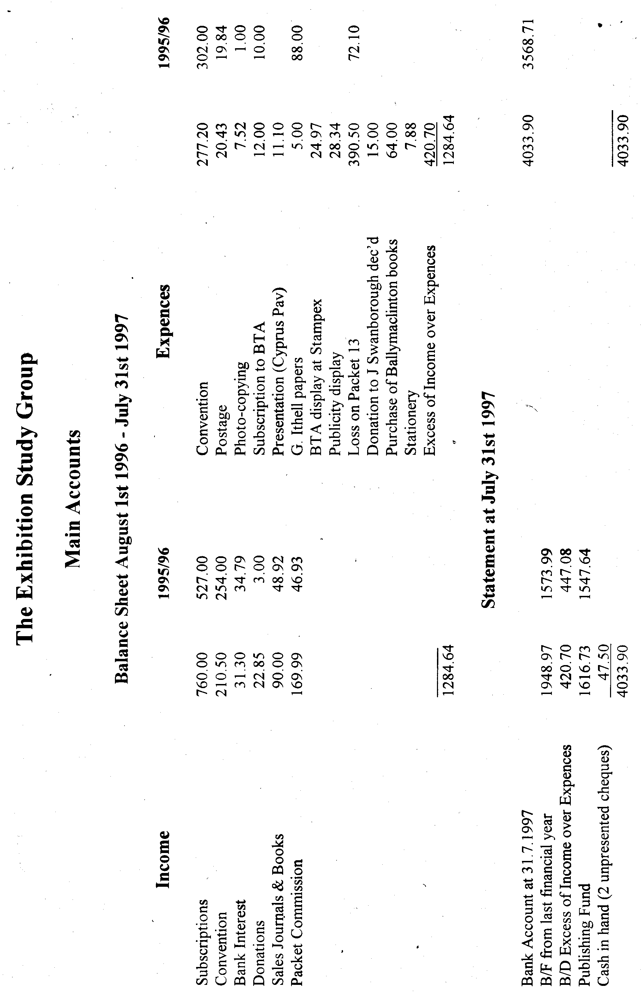 The Exhibition Study Group
Main Accounts
Balance Sheet August 1st 1996 - July 31st 1997
Income 1995/96 Expences 1995/96
Subscriptions 760.00 527.00 Convention 277.20 302.00
Convention 210.50 254.00 Postage 20.43 19.84
Bank Interest 31.30 34.79 Photo-copying 7.52 1.00
Donations 22.85 3.00 Subscription to BTA 12.00 10.00
Sales Journals & Books 90.00 48.92 Presentation (Cyprus Pav) 11.10
Packet Commission 169.99 46.93 G. Ithell papers 5.00 88.00
BTA display at Stampex 24.97
Publicity display 28.34
Loss on Packet 13 390.50 72.10
Donation to J Swanborough dec'd 15.00
Purchase of Ballymaclinton books 64.00
Stationery 7.88
Excess of Income over Expences 420.70
1284.64 1284.64
Statement at July 31st 1997
Bank Account at 31.7.1997 4033.90 3568.71
B/F from last financial year 1948.97 1573.99
B/D Excess of Income over Expences 420.70 447.08
Publishing Fund 1616.73 1547.64
Cash in hand (2 unpresented cheques) 47.50
4033.90 4033.90